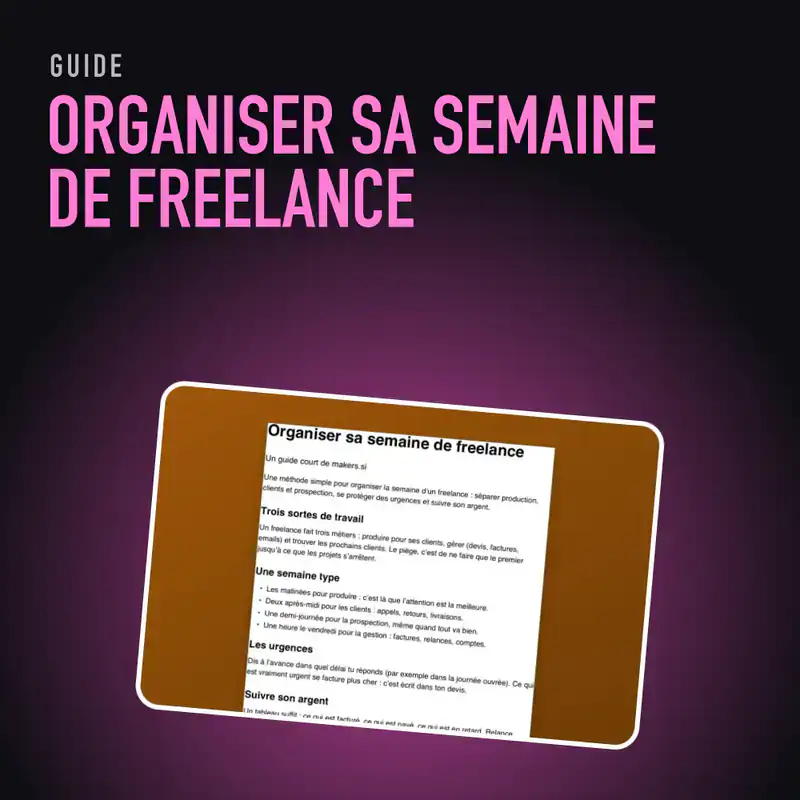 GUIDE
ORGANISER SA SEMAINE
DE FREELANCE
Organiser sa semaine de freelance
Un guide court de makers.si
Une méthode simple pour organiser la semaine d'un freelance : séparer production,
clients et prospection, se protéger des urgences et suivre son argent.
Trois sortes de travail
Un freelance fait trois métiers : produire pour ses clients, gérer (devis, factures,
emails) et trouver les prochains clients. Le piège, c'est de ne faire que le premier
jusqu'à ce que les projets s'arrêtent.
Une semaine type
• Les matinées pour produire : c'est là que l'attention est la meilleure.
• Deux après-midi pour les clients : appels, retours, livraisons.
• Une demi-journée pour la prospection, même quand tout va bien.
• Une heure le vendredi pour la gestion : factures, relances, comptes.
Les urgences
Dis à l'avance dans quel délai tu réponds (par exemple dans la journée ouvrée). Ce qui
est vraiment urgent se facture plus cher : c'est écrit dans ton devis.
Suivre son argent
Un tableau suffit : ce qui est facturé, ce qui est payé, ce qui est en retard. Relance